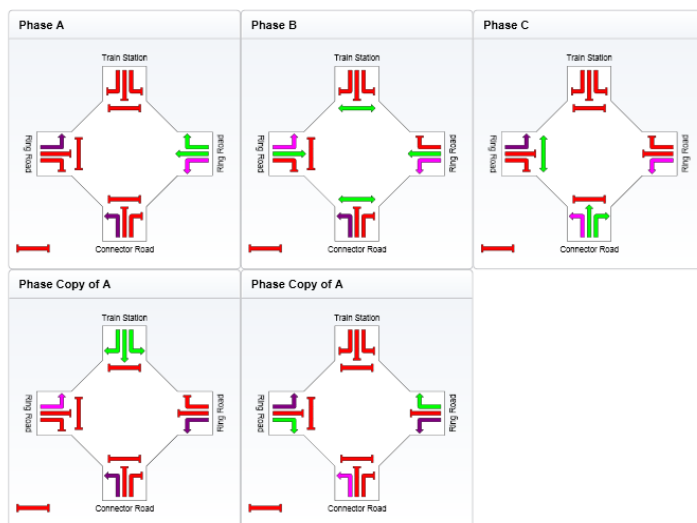 Phase A
Phase B
Phase C
Train Station
Train Station
Train Station
Ring Road
Ring Road
Ring Road
Ring Road
Ring Road
Ring Road
Connector Road
Connector Road
Connector Road
Phase Copy of A
Phase Copy of A
Train Station
Train Station
Ring Road
Ring Road
Ring Road
Ring Road
Connector Road
Connector Road